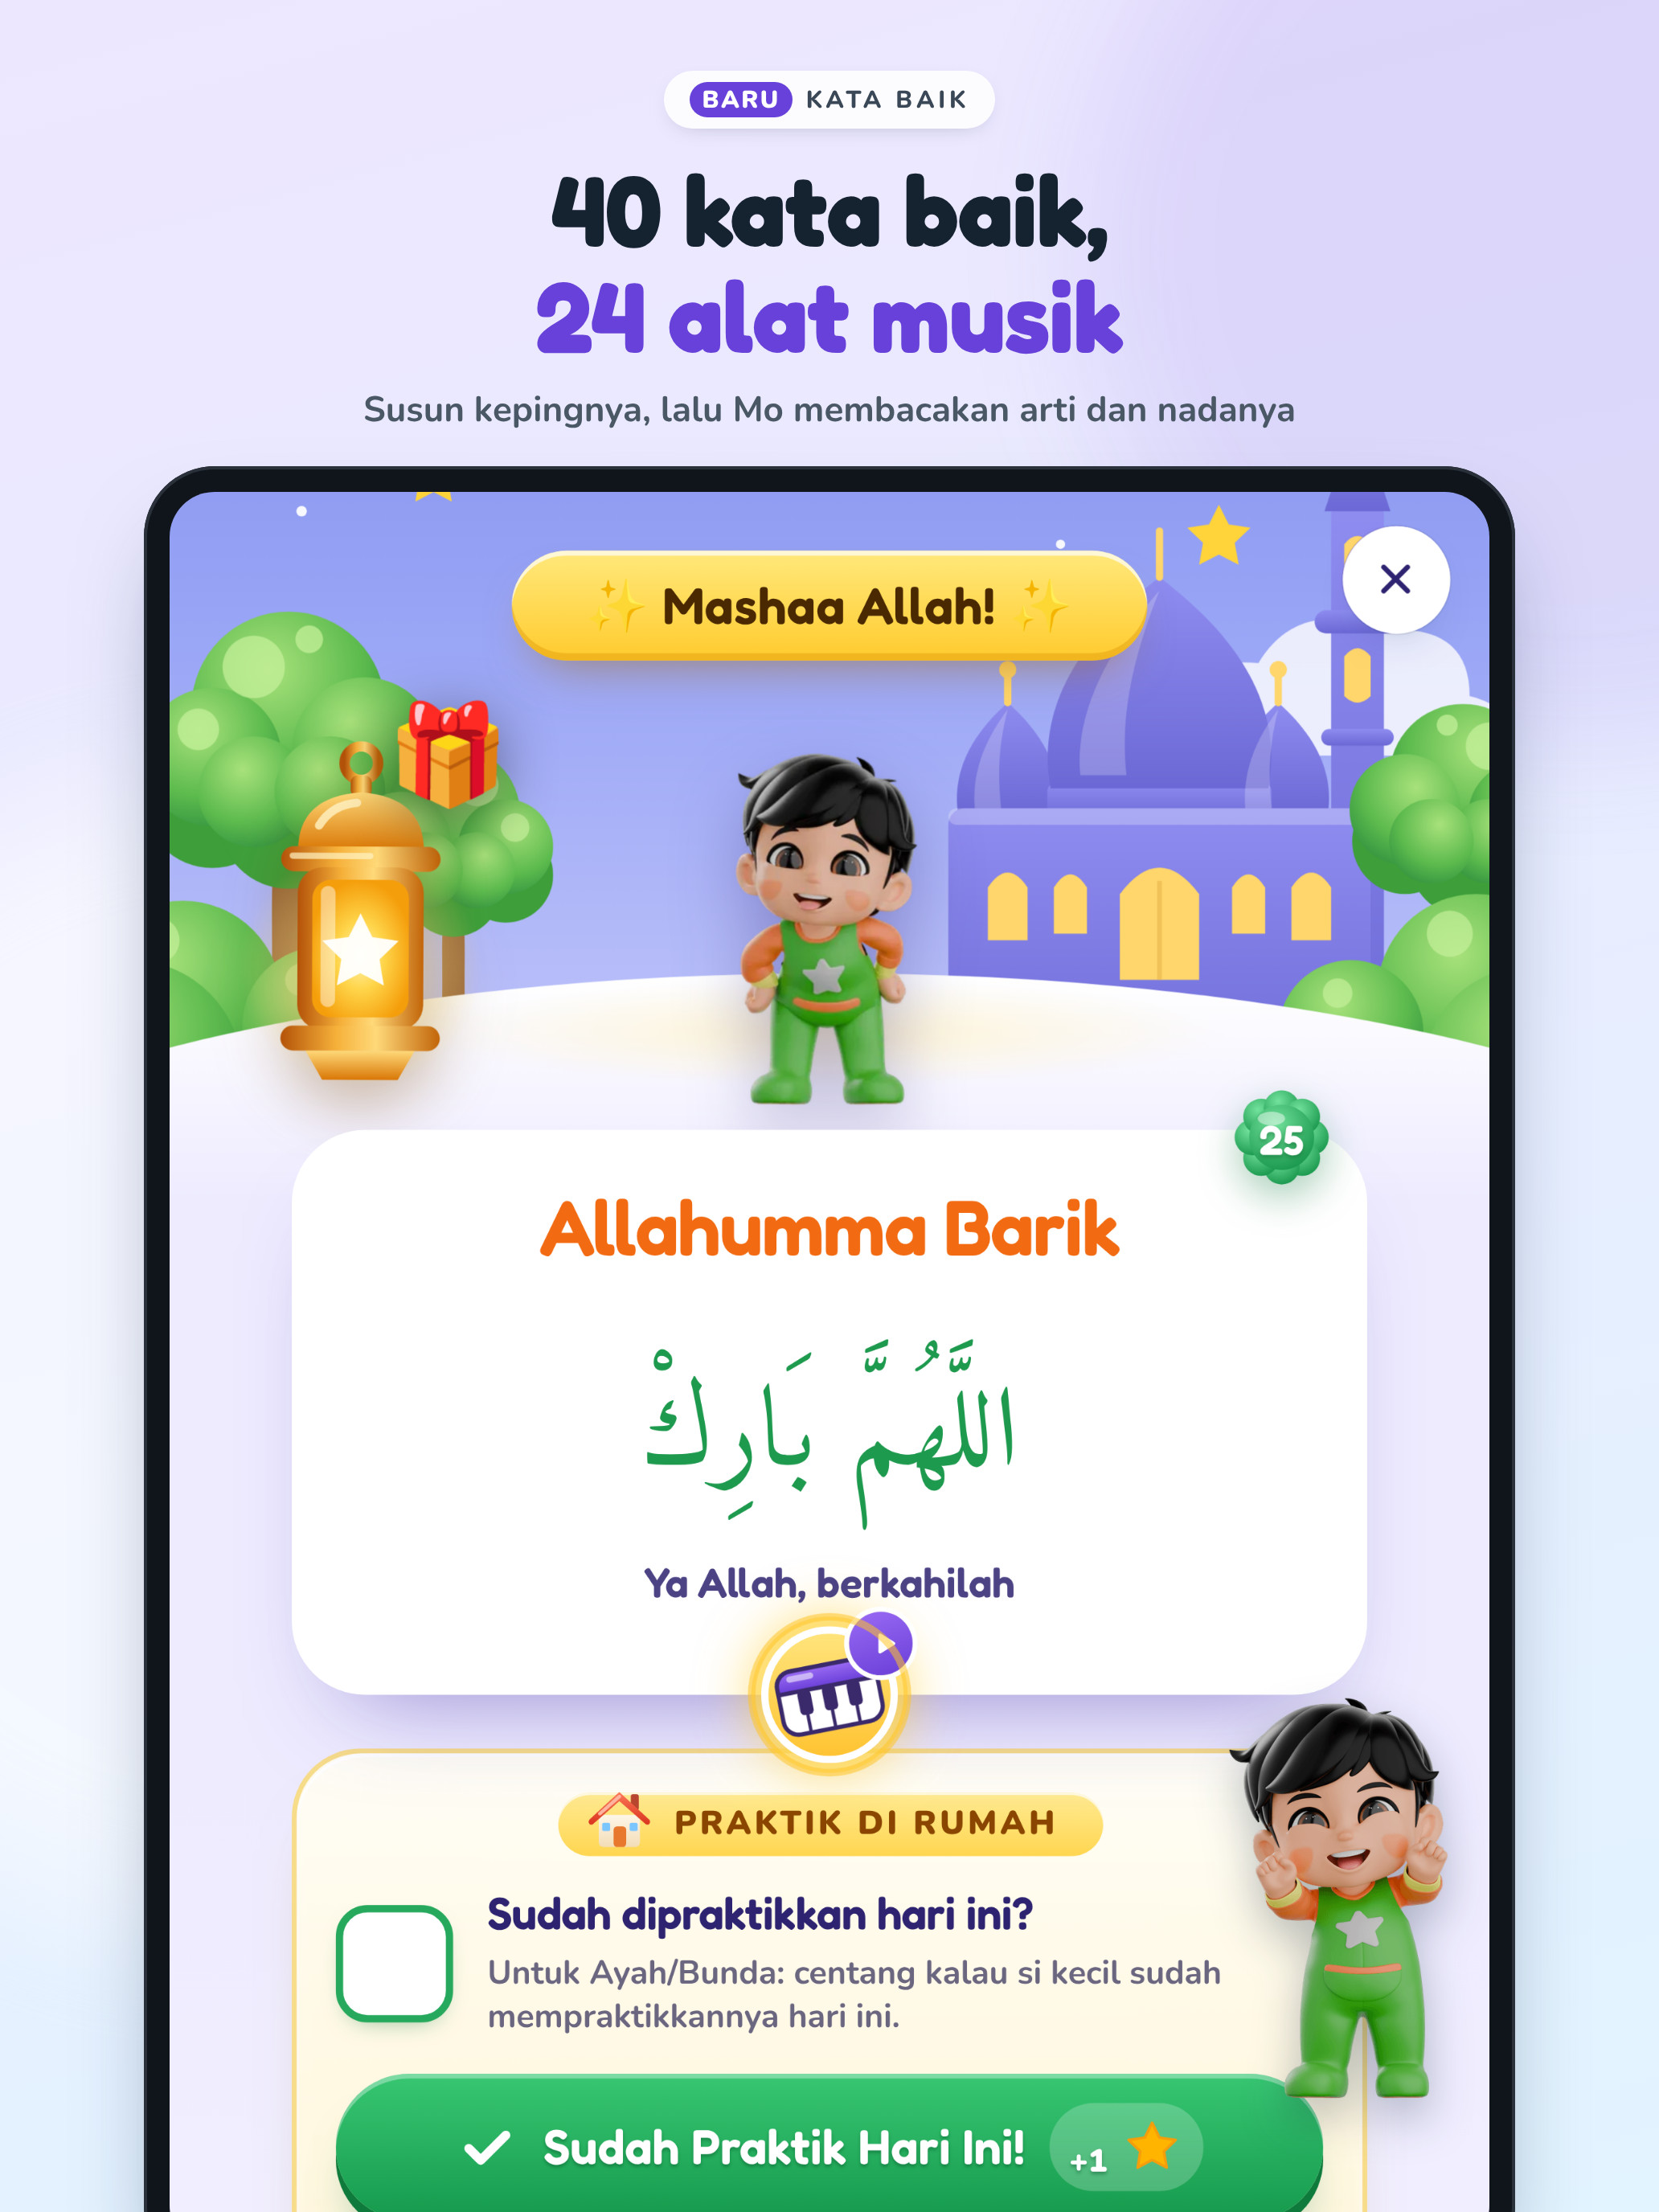 BARU KATA BAIK
40 kata baik,
24 alat musik
Susun kepingnya, lalu Mo membacakan arti dan nadanya
✨ Mashaa Allah! ✨
25
Allahumma Barik
اللَّهُمَّ بَارِكْ
Ya Allah, berkahilah
PRAKTIK DI RUMAH
Sudah dipraktikkan hari ini?
Untuk Ayah/Bunda: centang kalau si kecil sudah
mempraktikkannya hari ini.
Sudah Praktik Hari Ini! +1